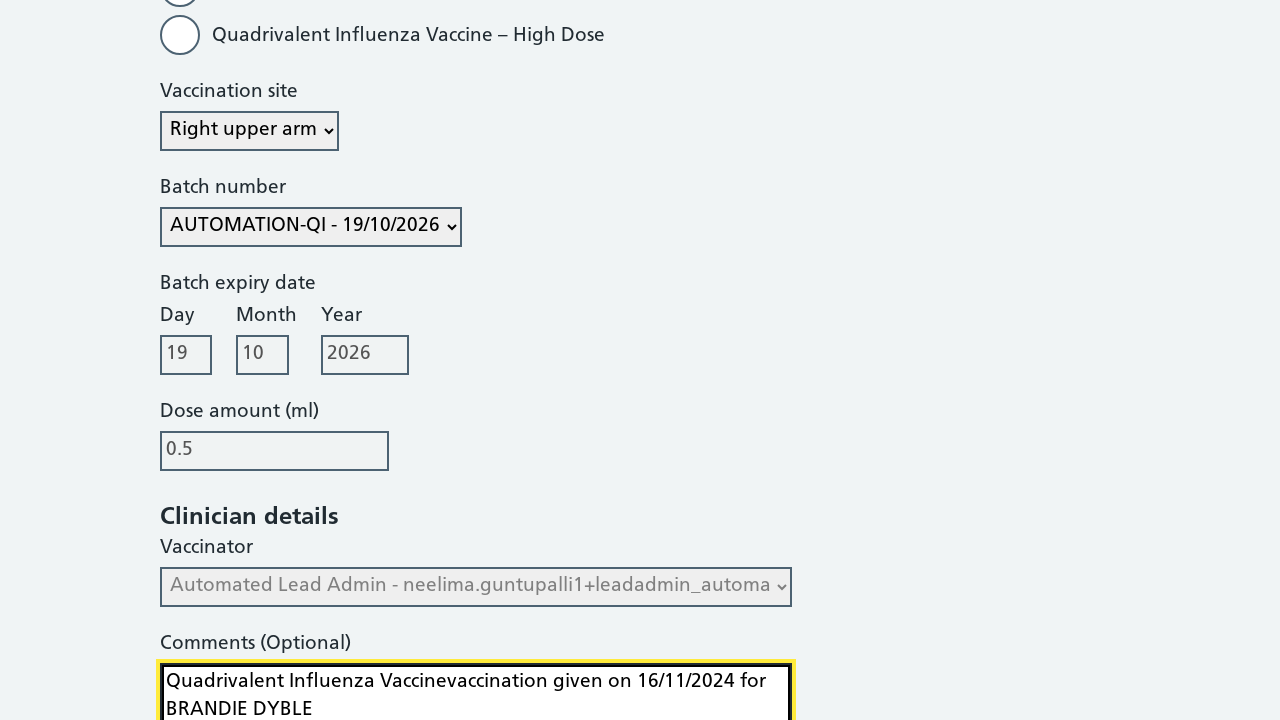 Quadrivalent Influenza Vaccine – High Dose
Vaccination site
Right upper arm
Batch number
AUTOMATION-QI - 19/10/2026
Batch expiry date
Day Month Year
19 10 2026
Dose amount (ml)
0.5
Clinician details
Vaccinator
Automated Lead Admin - neelima.guntupalli1+leadadmin_automa
Comments (Optional)
Quadrivalent Influenza Vaccinevaccination given on 16/11/2024 for
BRANDIE DYBLE